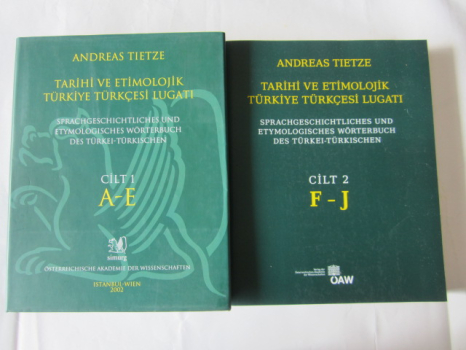 ANDREAS TIETZE
TARİHİ VE ETİMOLOJİK
TÜRKİYE TÜRKÇESİ LUGATI
SPRACHGESCHICHTLICHES UND
ETYMOLOGISCHES WÖRTERBUCH
DES TÜRKEI-TÜRKISCHEN
CİLT 1
A-E
simurg
ÖSTERREICHISCHE AKADEMIE DER WISSENSCHAFTEN
ISTANBUL-WIEN
2002
ANDREAS TIETZE
TARİHİ VE ETİMOLOJİK
TÜRKİYE TÜRKÇESİ LUGATI
SPRACHGESCHICHTLICHES UND
ETYMOLOGISCHES WÖRTERBUCH
DES TÜRKEI-TÜRKISCHEN
CİLT 2
F-J
ÖAW